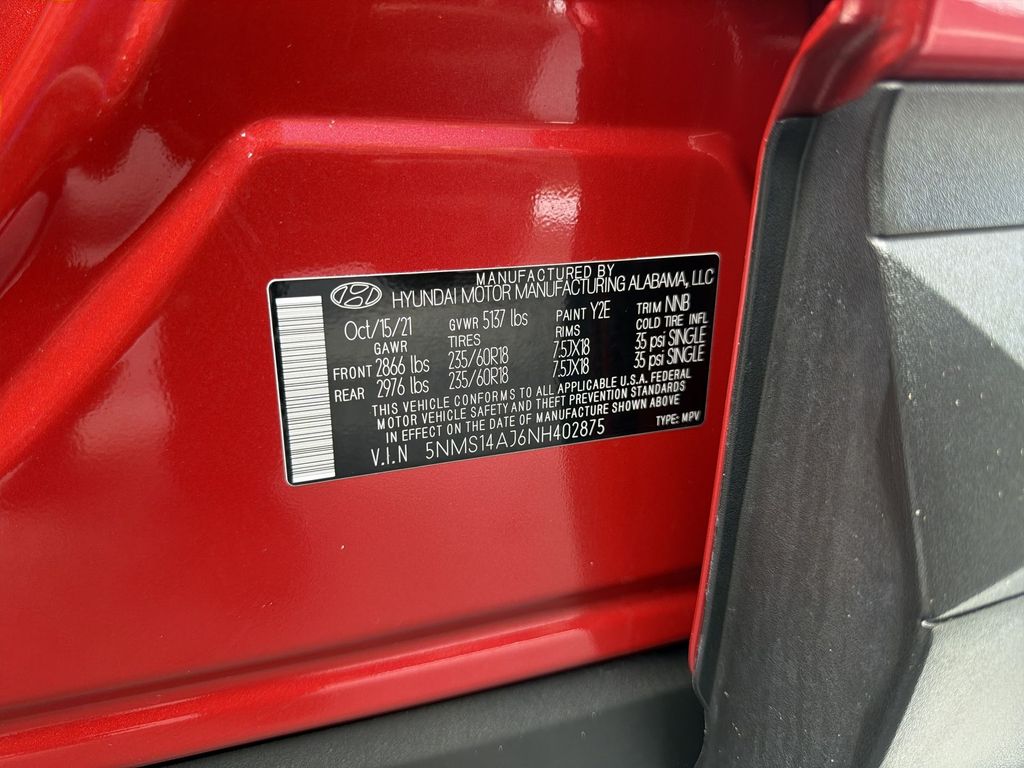 MANUFACTURED BY
HYUNDAI MOTOR MANUFACTURING ALABAMA, LLC
Oct/15/21 GVWR 5137 lbs PAINT Y2E TRIM NNB
GAWR TIRES RIMS COLD TIRE INFL
FRONT 2866 lbs 235/60R18 7.5JX18 35 psi SINGLE
REAR 2976 lbs 235/60R18 7.5JX18 35 psi SINGLE
THIS VEHICLE CONFORMS TO ALL APPLICABLE U.S.A. FEDERAL
MOTOR VEHICLE SAFETY AND THEFT PREVENTION STANDARDS
IN EFFECT ON THE DATE OF MANUFACTURE SHOWN ABOVE
V.I.N 5NMS14AJ6NH402875 TYPE: MPV